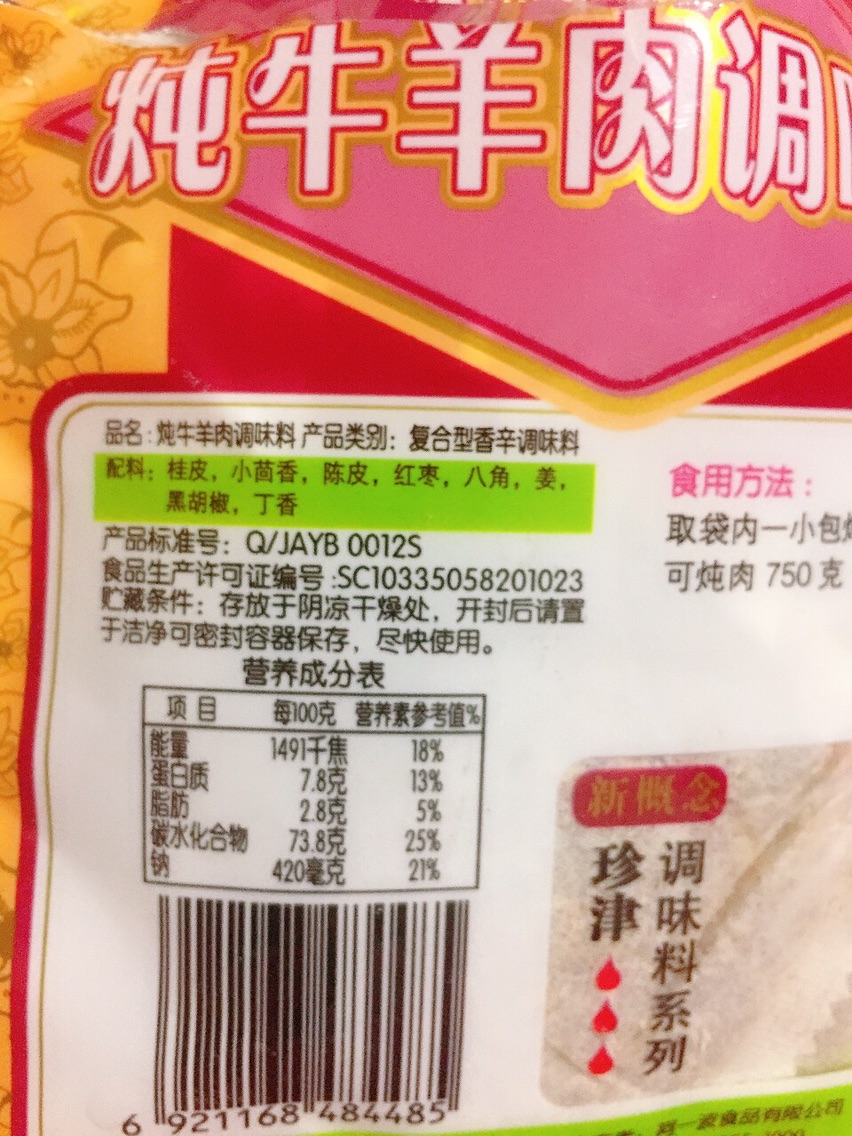 炖牛羊肉调
品名:炖牛羊肉调味料 产品类别:复合型香辛调味料
配料:桂皮,小茴香,陈皮,红枣,八角,姜,
黑胡椒,丁香
产品标准号:Q/JAYB 0012S
食品生产许可证编号:SC10335058201023
贮藏条件:存放于阴凉干燥处,开封后请置
于洁净可密封容器保存,尽快使用。
营养成分表
项目 每100克 营养素参考值%
能量 1491千焦 18%
蛋白质 7.8克 13%
脂肪 2.8克 5%
碳水化合物 73.8克 25%
钠 420毫克 21%
6 921168 484485
食用方法:
取袋内一小包
可炖肉 750克
新概念
珍津
调味料系列
食品有限公司